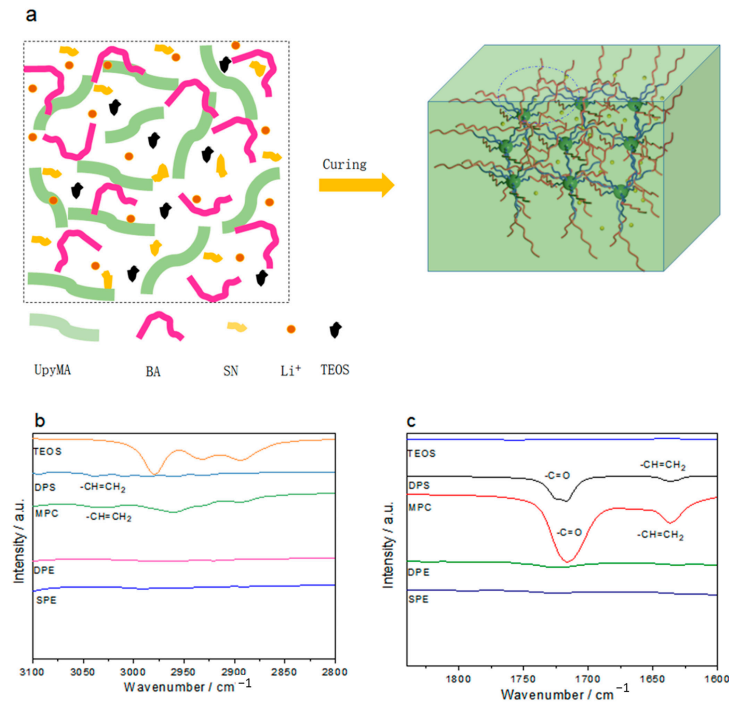 a
Curing
UpyMA BA SN Li⁺ TEOS
b
TEOS
DPS
-CH=CH₂
MPC
-CH=CH₂
DPE
SPE
Intensity / a.u.
3100 3050 3000 2950 2900 2850 2800
Wavenumber / cm⁻¹
c
TEOS
-C=O
-CH=CH₂
DPS
MPC
-C=O
-CH=CH₂
DPE
SPE
Intensity / a.u.
1800 1750 1700 1650 1600
Wavenumber / cm⁻¹